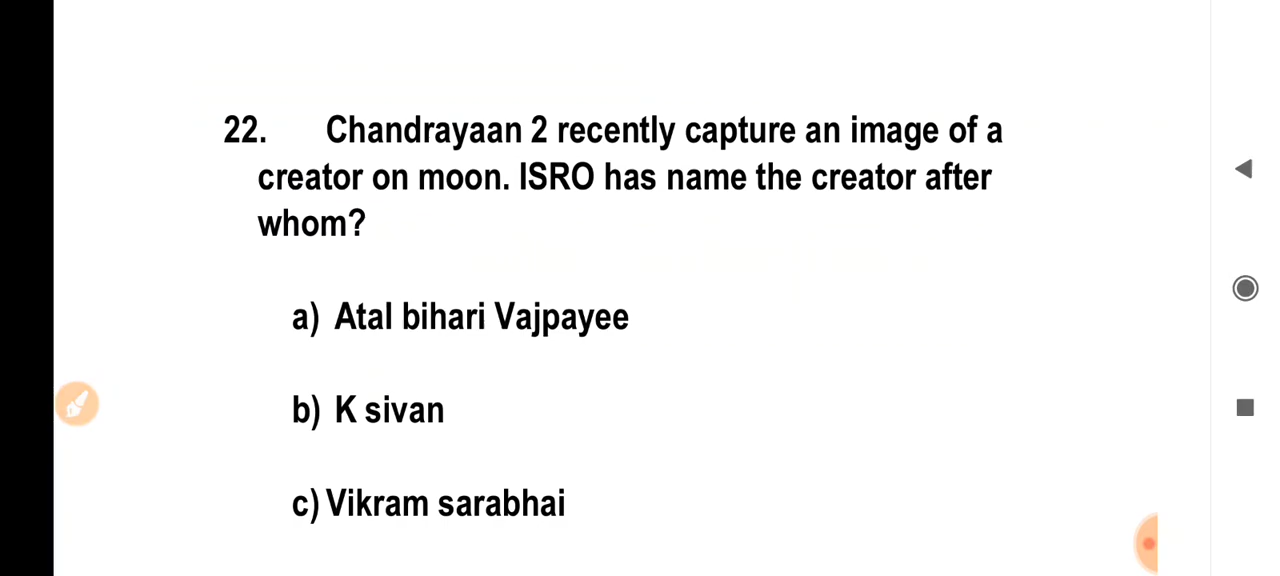 22. Chandrayaan 2 recently capture an image of a
creator on moon. ISRO has name the creator after
whom?
a) Atal bihari Vajpayee
b) K sivan
c) Vikram sarabhai